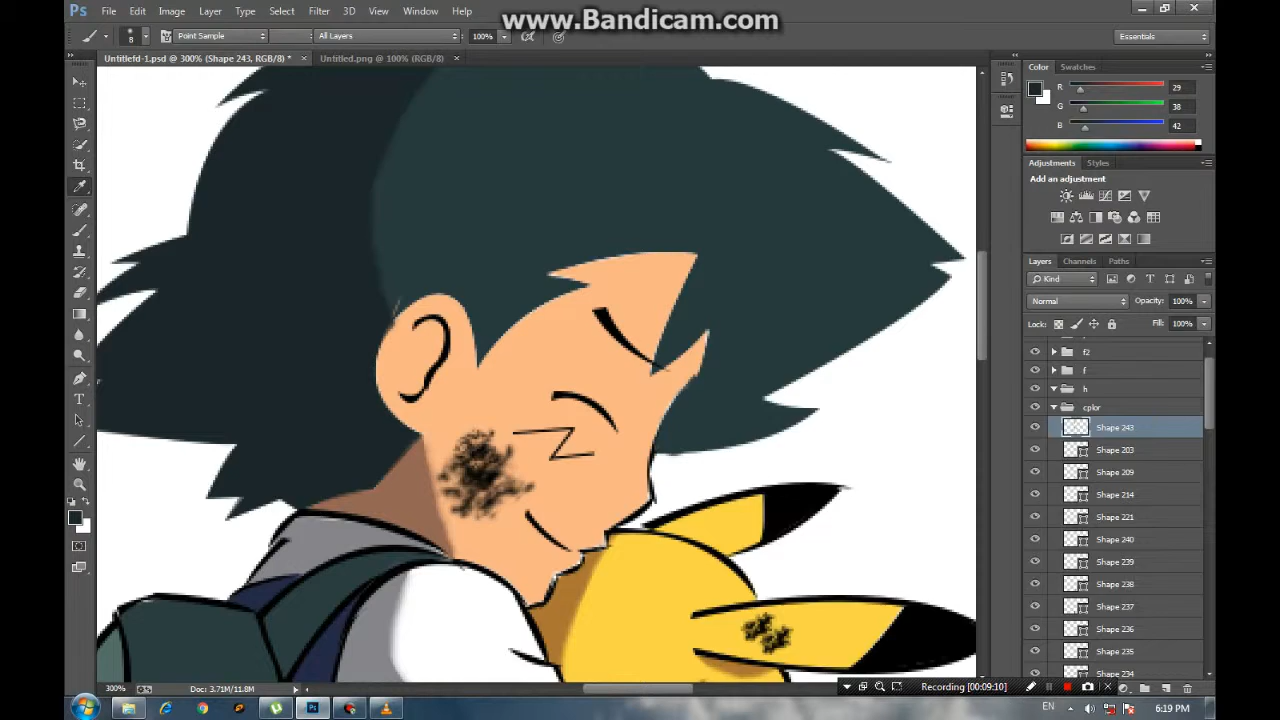 www.Bandicam.com
Ps File Edit Image Layer Type Select Filter 3D View Window Help
8 Point Sample All Layers 100% Essentials
Untitlefd-1.psd @ 300% (Shape 243, RGB/8) * × Untitled.png @ 100% (RGB/8) ×
Color Swatches
R 29
G 38
B 42
Adjustments Styles
Add an adjustment
Layers Channels Paths
Kind
Normal Opacity: 100%
Lock: Fill: 100%
f2
f
h
cplor
Shape 243
Shape 203
Shape 209
Shape 214
Shape 221
Shape 240
Shape 239
Shape 238
Shape 237
Shape 236
Shape 235
Shape 234
300% Doc: 3.71M/11.8M
Recording [00:09:10]
EN 6:19 PM